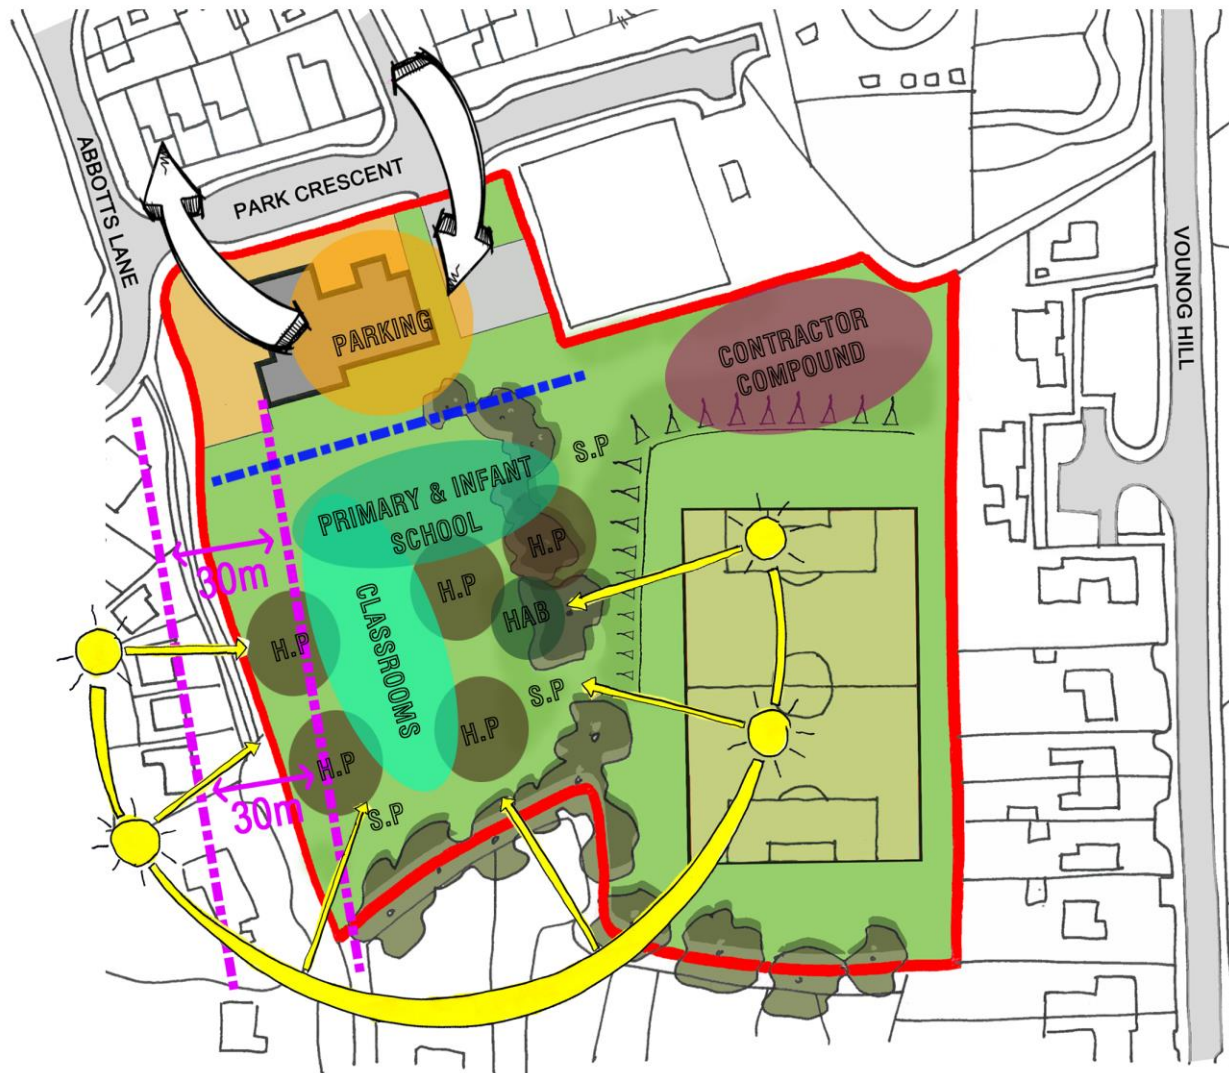 ABBOTTS LANE
PARK CRESCENT
VOUNOG HILL
PARKING
CONTRACTOR
COMPOUND
S.P
PRIMARY & INFANT
SCHOOL
H.P
30m
H.P
HAB
CLASSROOMS
H.P
S.P
H.P
H.P
30m
S.P